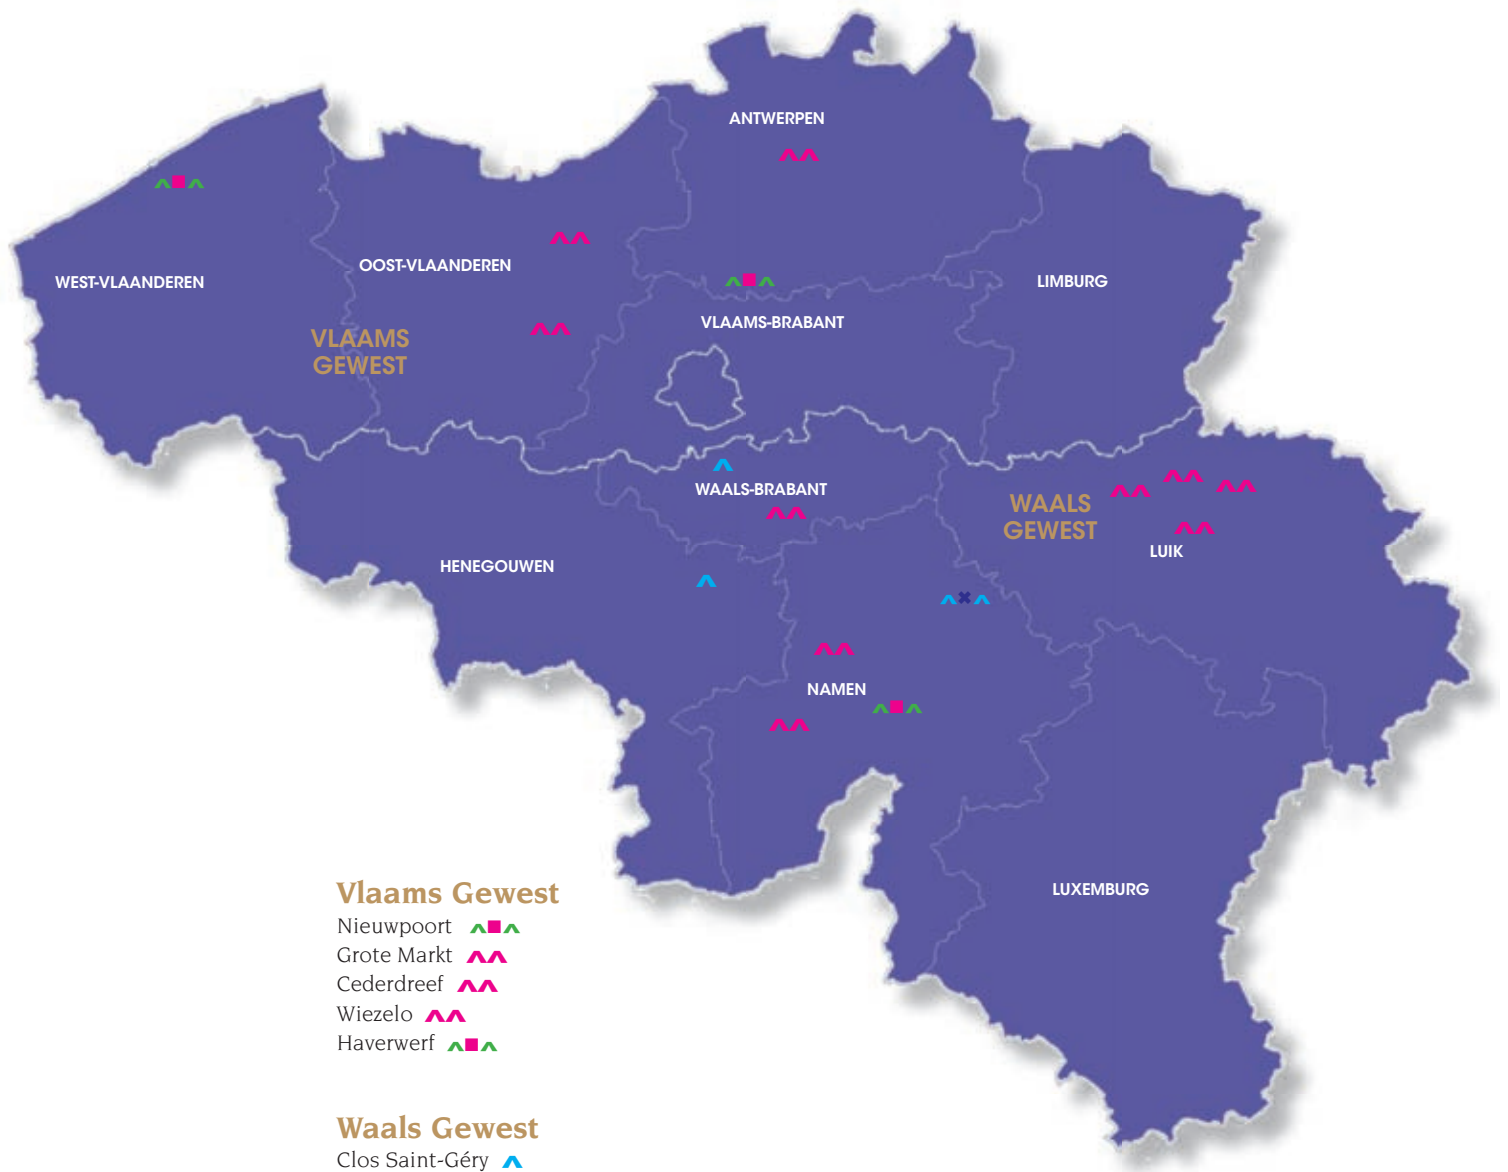 ANTWERPEN
OOST-VLAANDEREN
WEST-VLAANDEREN
LIMBURG
VLAAMS-BRABANT
VLAAMS
GEWEST
WAALS-BRABANT
WAALS
GEWEST
LUIK
HENEGOUWEN
NAMEN
LUXEMBURG
Vlaams Gewest
Nieuwpoort
Grote Markt
Cederdreef
Wiezelo
Haverwerf
Waals Gewest
Clos Saint-Géry